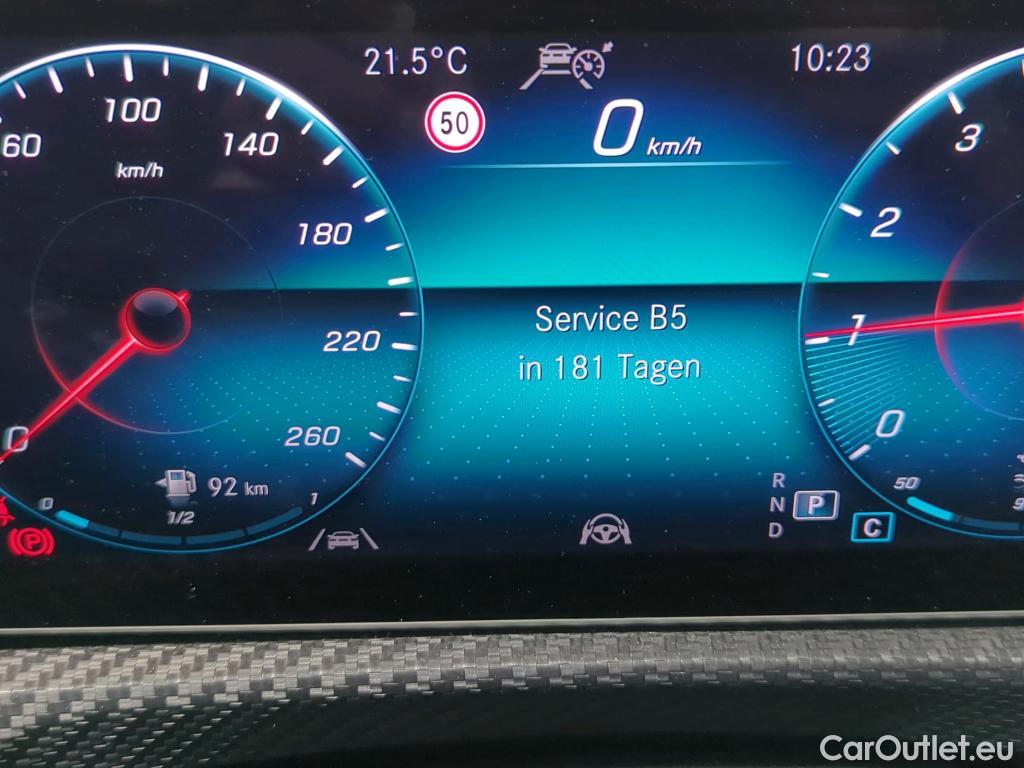 21.5°C
10:23
50
0 km/h
60
100
140
180
220
260
0
km/h
3
2
1
0
Service B5
in 181 Tagen
92 km
0
1/2
1
P
R
N
D
P
C
50
CarOutlet.eu